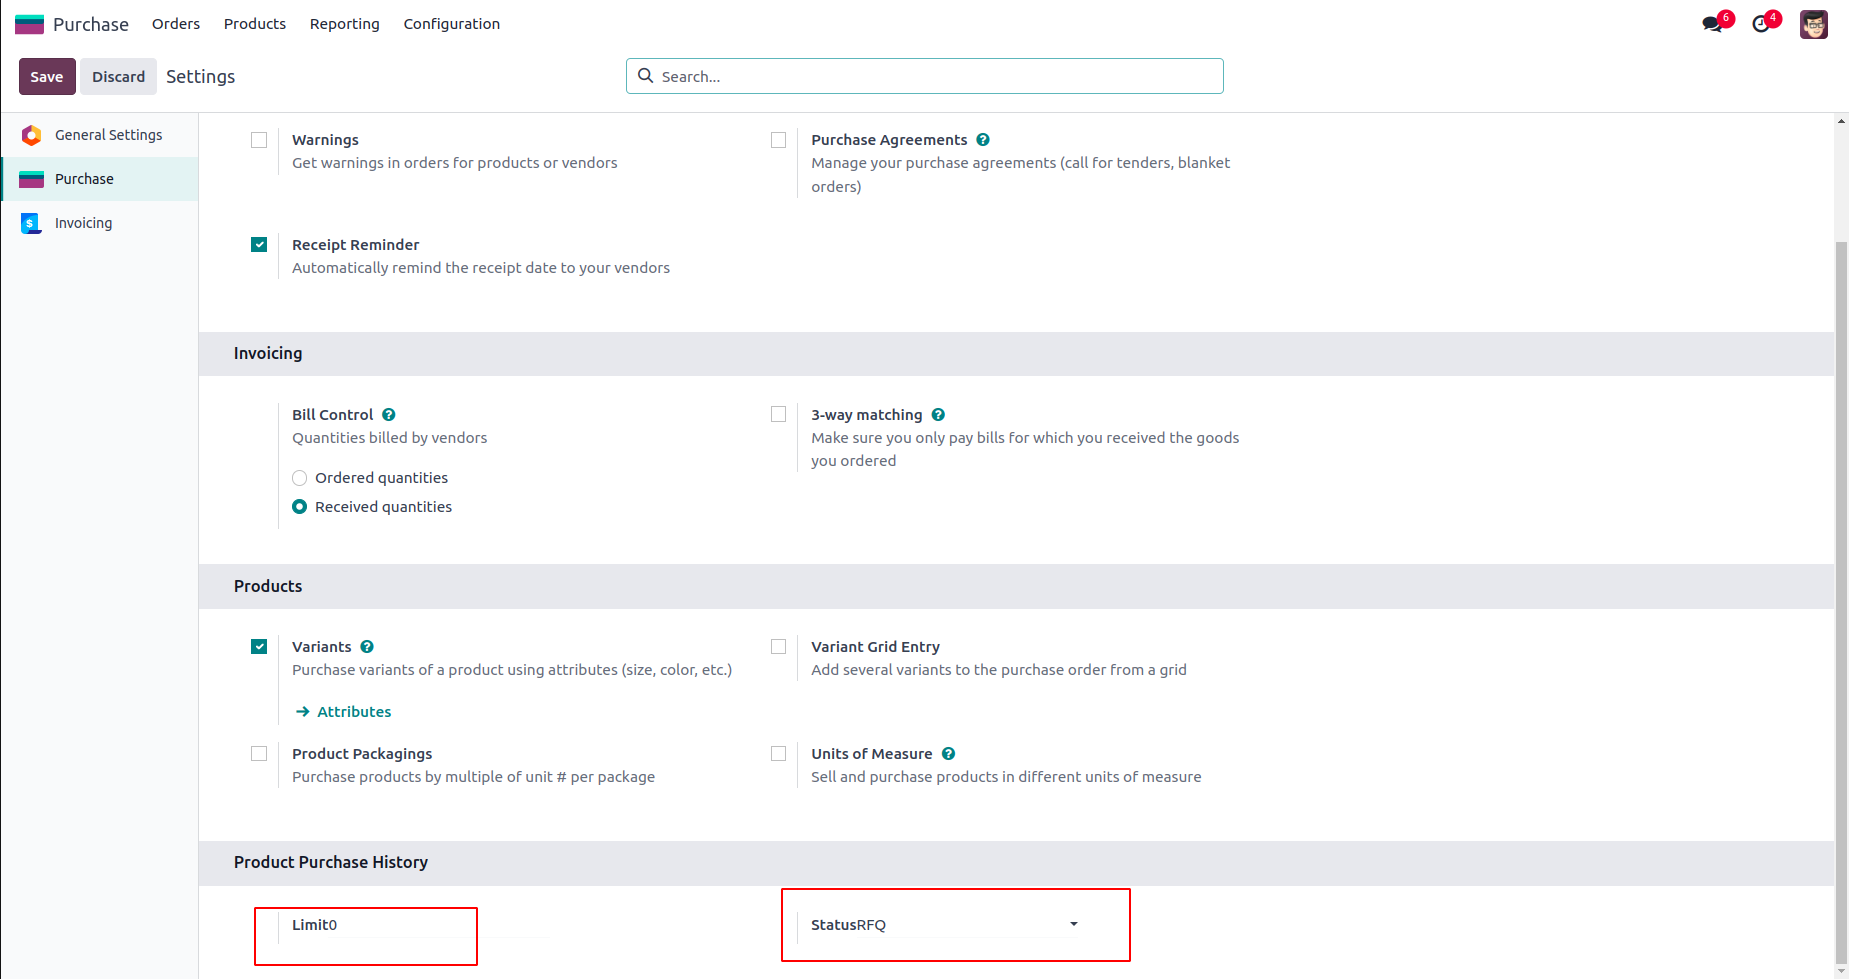 Purchase Orders Products Reporting Configuration 6 4
Save Discard Settings Search...
General Settings
Purchase
Invoicing
Warnings
Get warnings in orders for products or vendors
Purchase Agreements ?
Manage your purchase agreements (call for tenders, blanket
orders)
Receipt Reminder
Automatically remind the receipt date to your vendors
Invoicing
Bill Control ?
Quantities billed by vendors
Ordered quantities
Received quantities
3-way matching ?
Make sure you only pay bills for which you received the goods
you ordered
Products
Variants ?
Purchase variants of a product using attributes (size, color, etc.)
Attributes
Variant Grid Entry
Add several variants to the purchase order from a grid
Product Packagings
Purchase products by multiple of unit # per package
Units of Measure ?
Sell and purchase products in different units of measure
Product Purchase History
Limit0
StatusRFQ